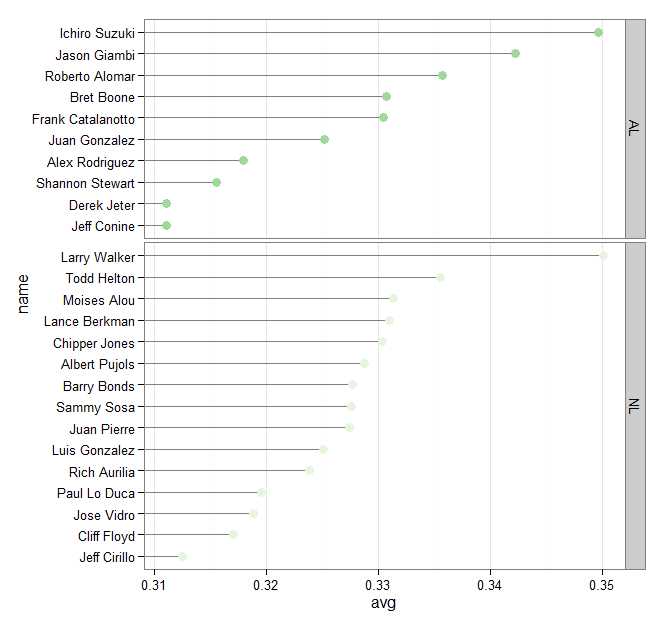 Ichiro Suzuki
Jason Giambi
Roberto Alomar
Bret Boone
Frank Catalanotto
Juan Gonzalez
Alex Rodriguez
Shannon Stewart
Derek Jeter
Jeff Conine
AL
Larry Walker
Todd Helton
Moises Alou
Lance Berkman
Chipper Jones
Albert Pujols
Barry Bonds
Sammy Sosa
Juan Pierre
Luis Gonzalez
Rich Aurilia
Paul Lo Duca
Jose Vidro
Cliff Floyd
Jeff Cirillo
NL
name
0.31 0.32 0.33 0.34 0.35
avg